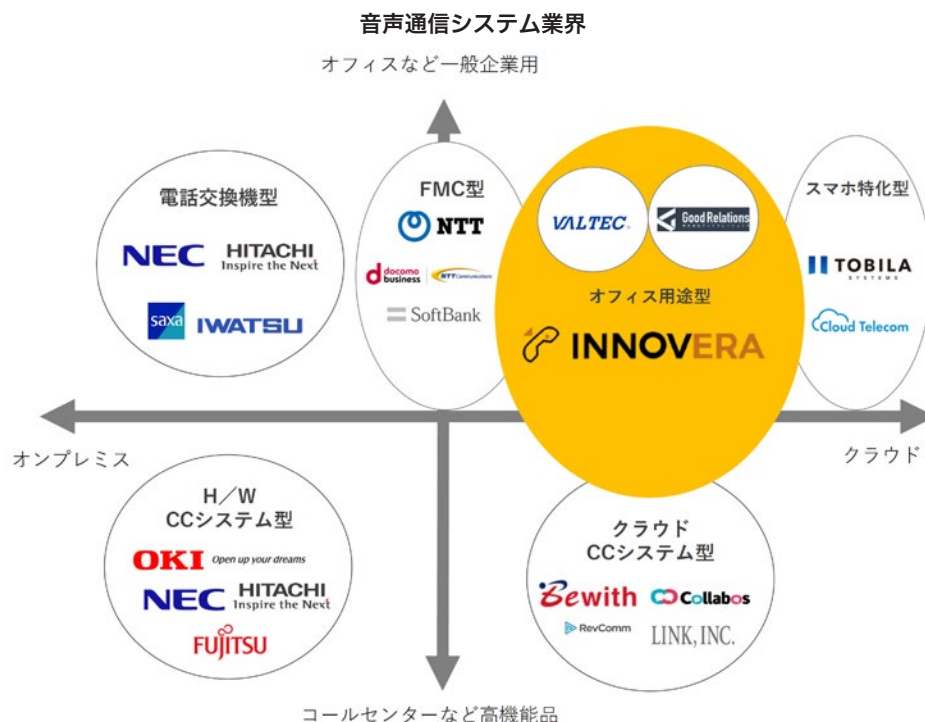 音声通信システム業界
オフィスなど一般企業用
電話交換機型
NEC HITACHI
Inspire the Next
saxa IWATSU
FMC型
NTT
docomo business NTT Communications
SoftBank
VALTEC Good Relations
オフィス用途型
INNOVERA
スマホ特化型
TOBILA
SYSTEMS
Cloud Telecom
オンプレミス
クラウド
H/W
CCシステム型
OKI Open up your dreams
NEC HITACHI
Inspire the Next
FUJITSU
クラウド
CCシステム型
Bewith Collabos
RevComm LINK, INC.
コールセンターなど高機能品